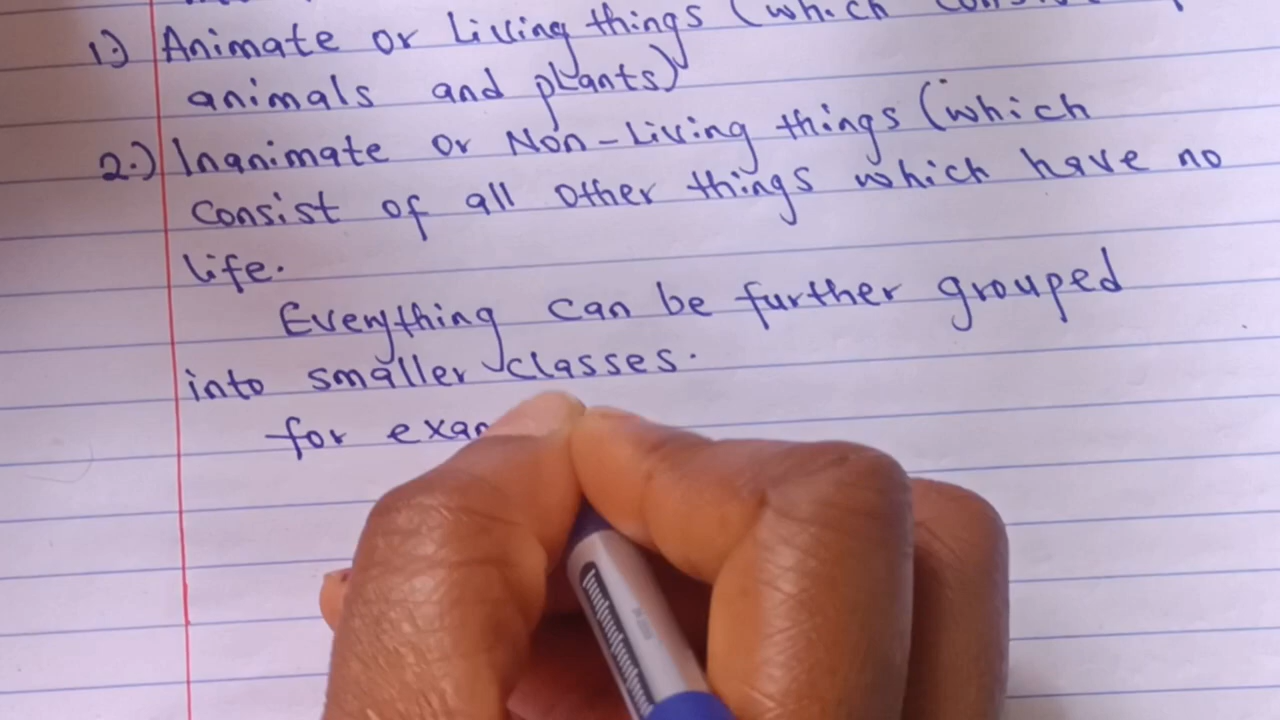 1.) Animate or Living things (which
animals and plants)
2.) Inanimate or Non-Living things (which
consist of all other things which have no
life.
Everything can be further grouped
into smaller classes.
for exam